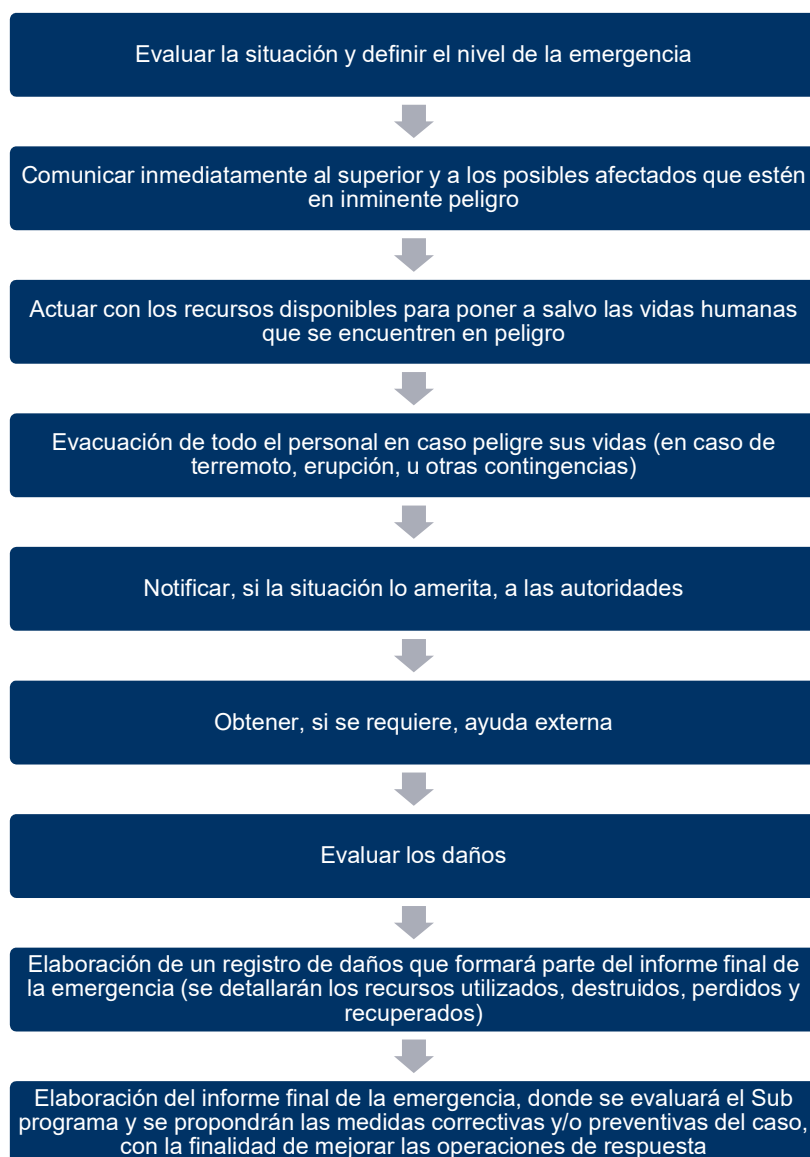 Evaluar la situación y definir el nivel de la emergencia
Comunicar inmediatamente al superior y a los posibles afectados que estén
en inminente peligro
Actuar con los recursos disponibles para poner a salvo las vidas humanas
que se encuentren en peligro
Evacuación de todo el personal en caso peligre sus vidas (en caso de
terremoto, erupción, u otras contingencias)
Notificar, si la situación lo amerita, a las autoridades
Obtener, si se requiere, ayuda externa
Evaluar los daños
Elaboración de un registro de daños que formará parte del informe final de
la emergencia (se detallarán los recursos utilizados, destruidos, perdidos y
recuperados)
Elaboración del informe final de la emergencia, donde se evaluará el Sub
programa y se propondrán las medidas correctivas y/o preventivas del caso,
con la finalidad de mejorar las operaciones de respuesta